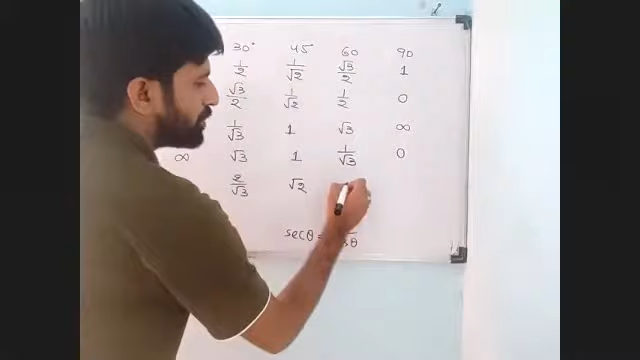 30° 45° 60 90
1/2 1/√2 √3/2 1
√3/2 1/√2 1/2 0
1/√3 1 √3 ∞
∞ √3 1 1/√3 0
2/√3 √2
secθ =